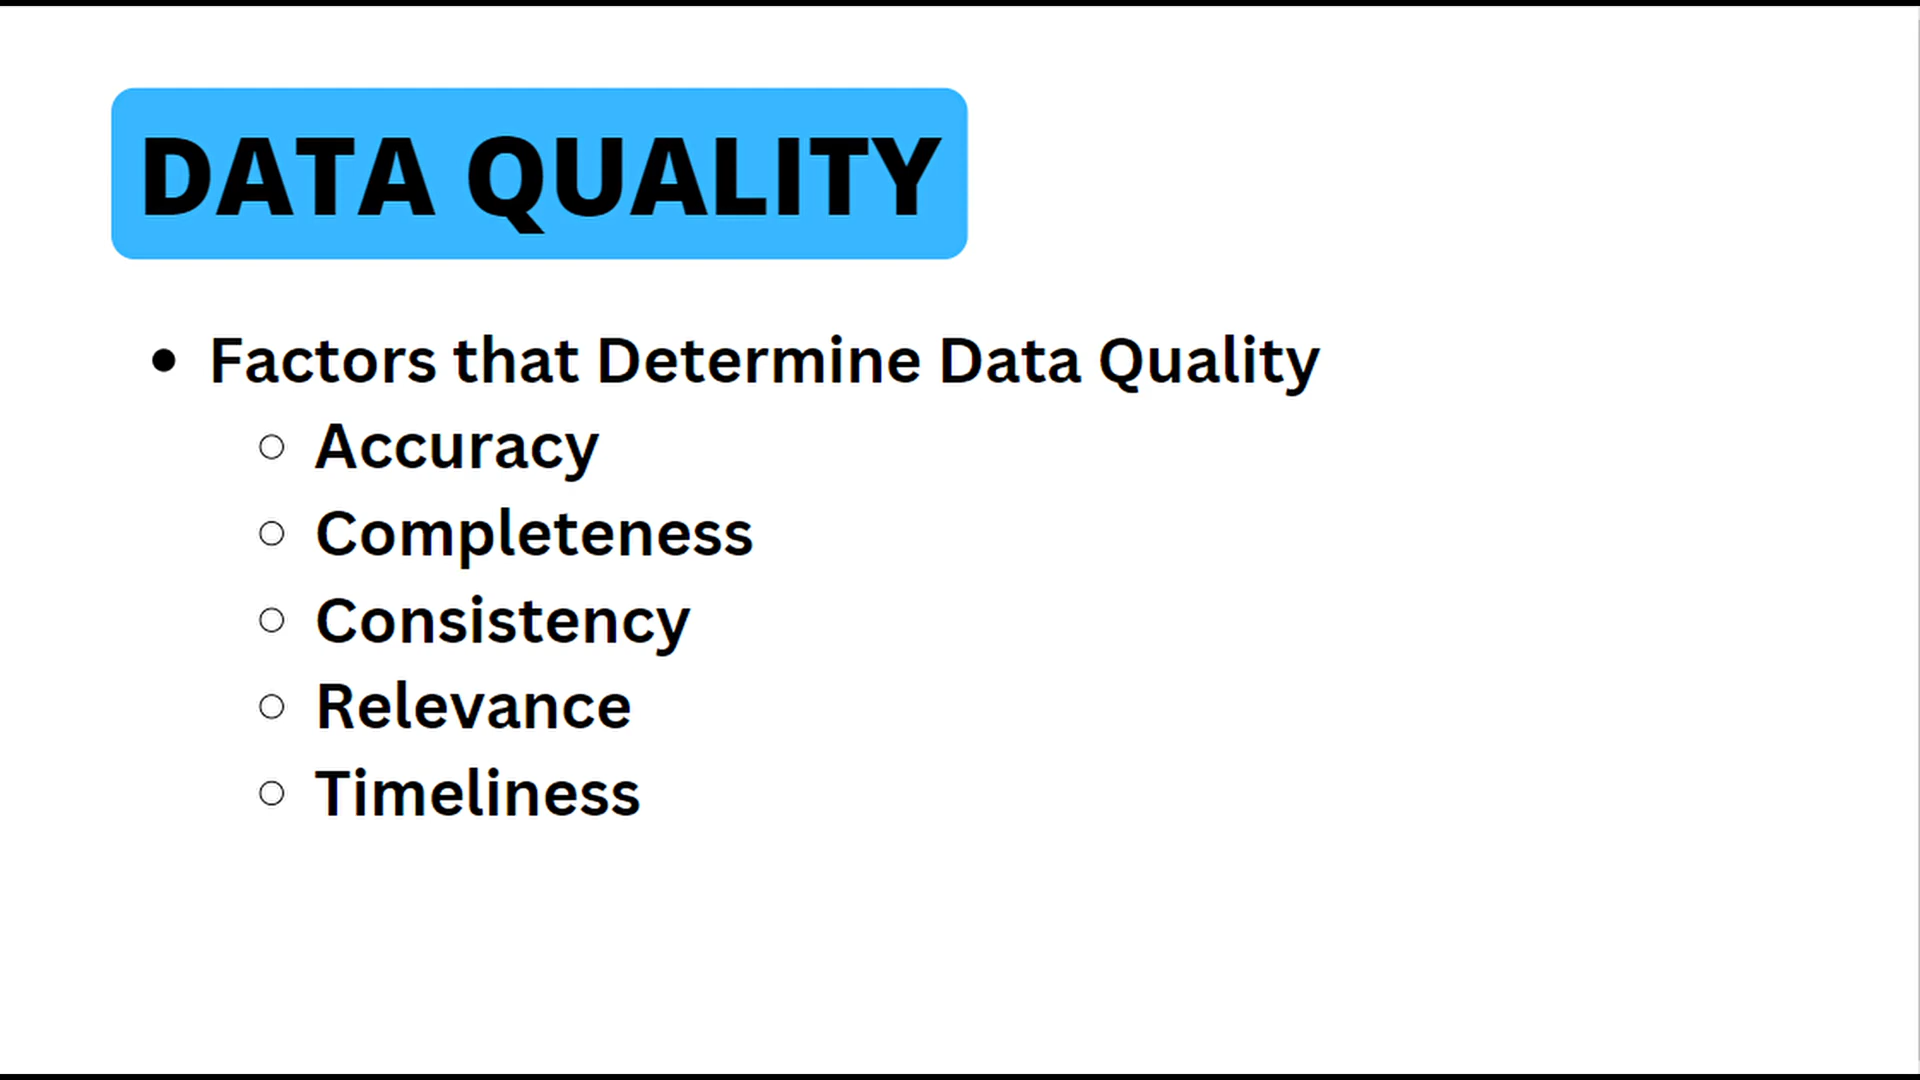 DATA QUALITY
Factors that Determine Data Quality
Accuracy
Completeness
Consistency
Relevance
Timeliness